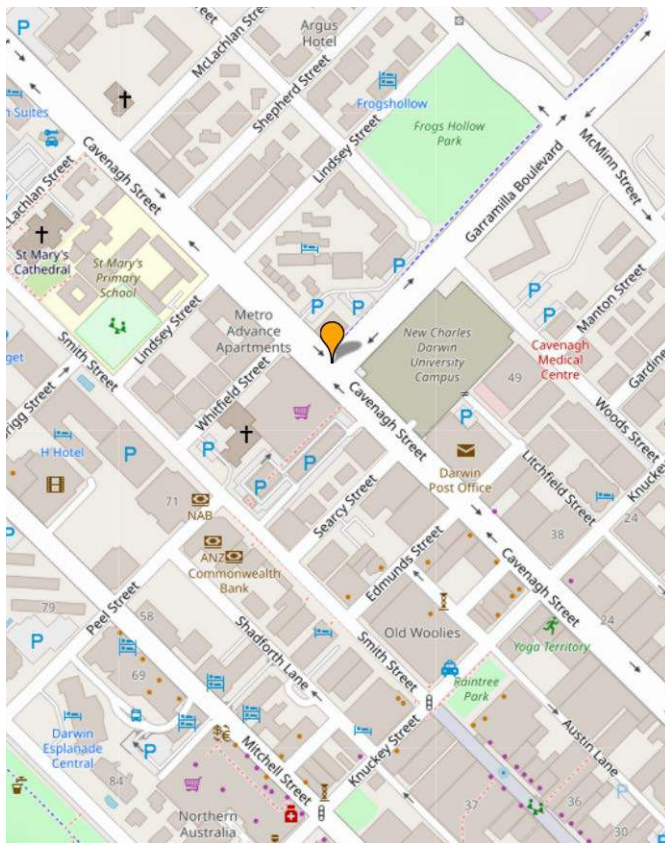 Argus
Hotel
McLachlan Street
Shepherd Street
Frogshollow
n Suites
Frogs Hollow
Park
Lindsey Street
McMinn Street
Cavenagh Street
Lachlan Street
Garramilla Boulevard
St Mary's
Cathedral
St Mary's
Primary
School
Manton Street
Lindsey Street
Metro
Advance
Apartments
New Charles
Darwin
University
Campus
Cavenagh
Medical
Centre
Smith Street
49
Whitfield Street
Cavenagh Street
Woods Street
H Hotel
Darwin
Post Office
Litchfield Street
71
NAB
Searcy Street
38
24
ANZ
Commonwealth
Bank
Edmunds Street
Cavenagh Street
79
Peel Street
58
Old Woolies
24
Yoga Territory
Shadforth Lane
Smith Street
69
Raintree
Park
Darwin
Esplanade
Central
Mitchell Street
Knuckey Street
Austin Lane
84
37
36
30
Northern
Australia